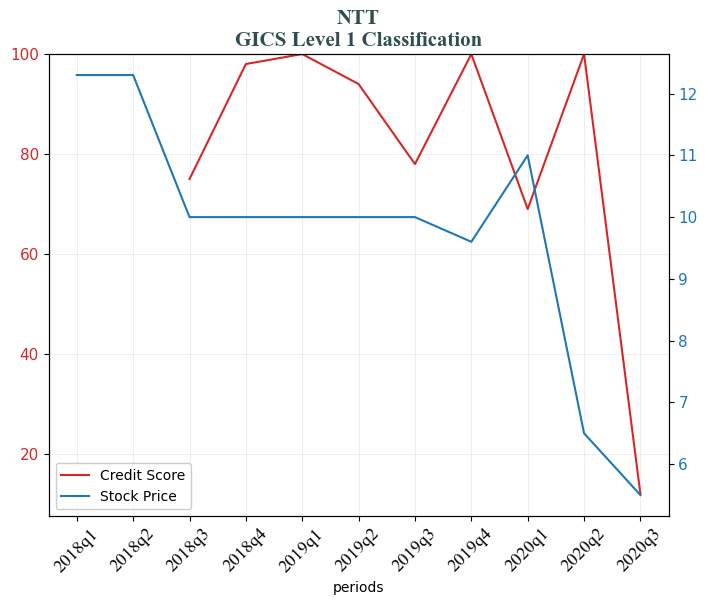 NTT
GICS Level 1 Classification
100
80
60
40
20
12
11
10
9
8
7
6
Credit Score
Stock Price
2018q1
2018q2
2018q3
2018q4
2019q1
2019q2
2019q3
2019q4
2020q1
2020q2
2020q3
periods